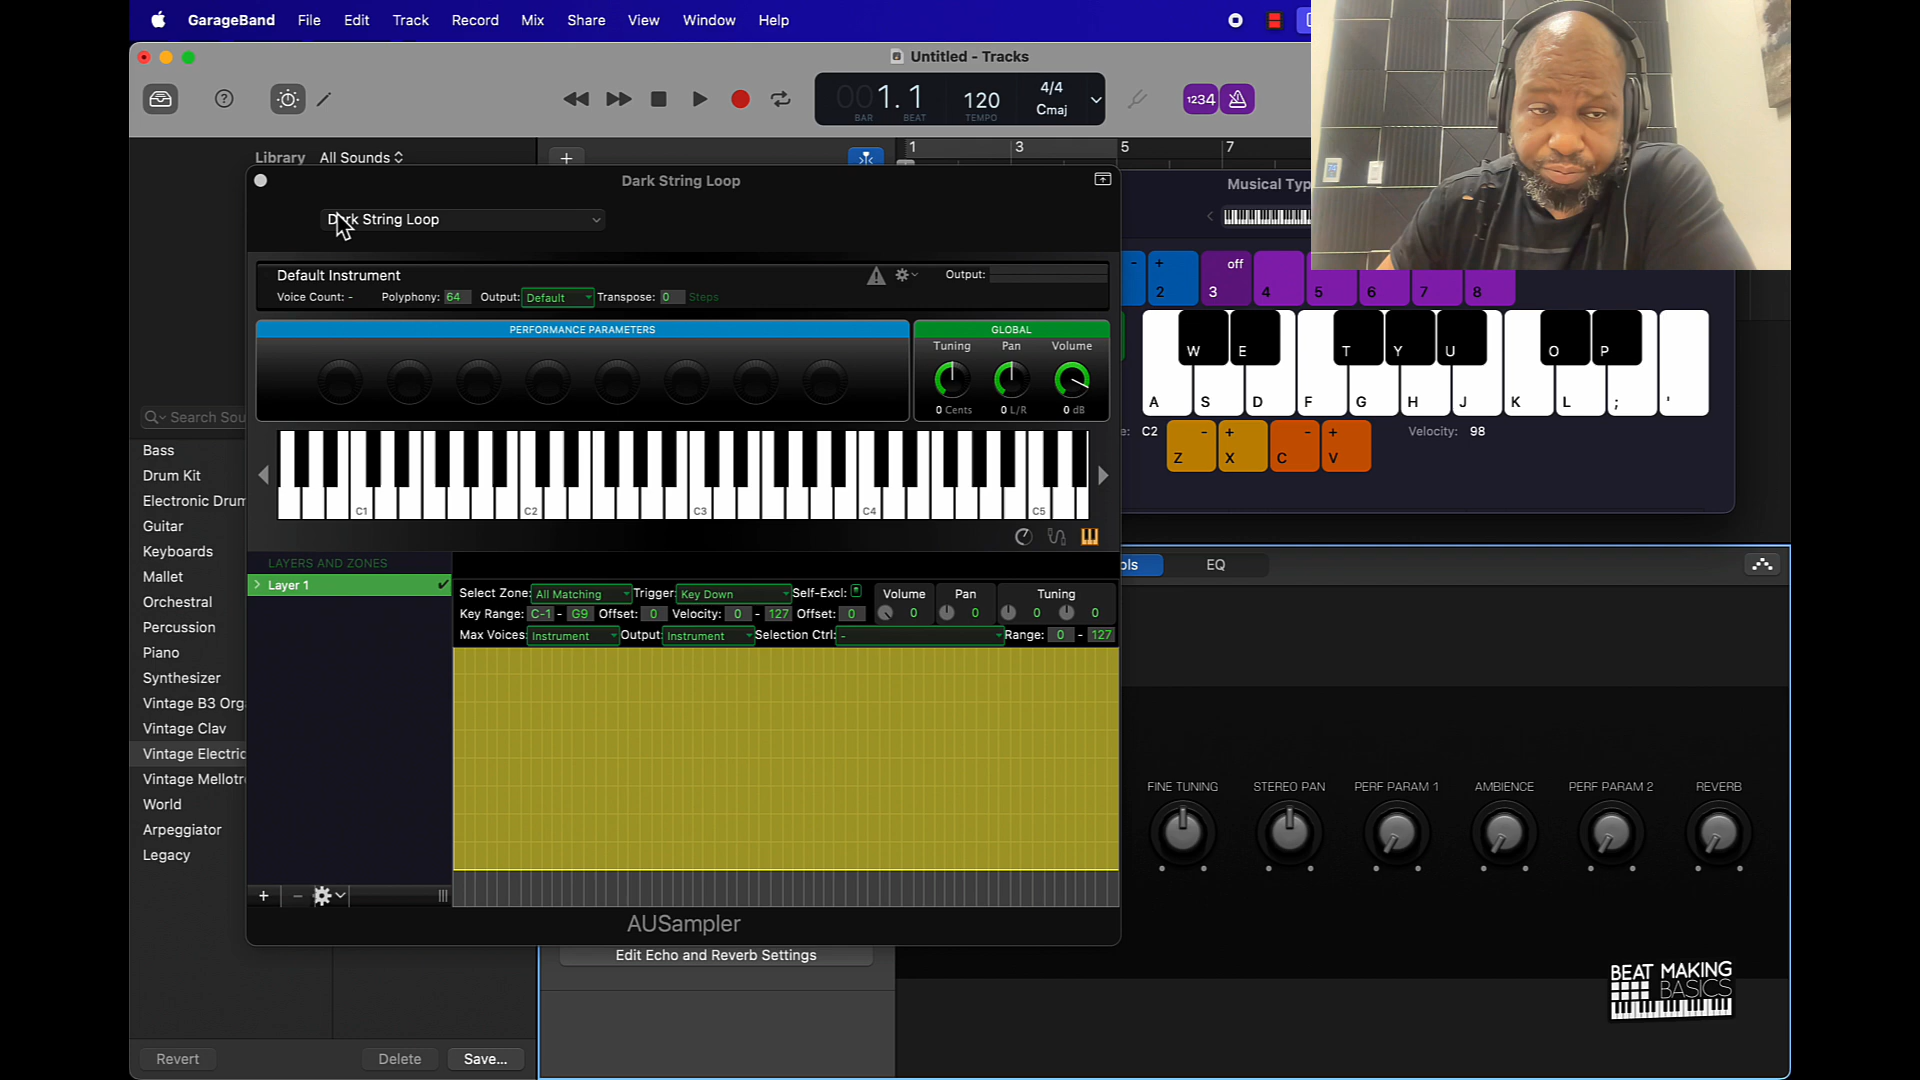 GarageBand File Edit Track Record Mix Share View Window Help
Untitled - Tracks
001.1 120 4/4 Cmaj
BAR BEAT TEMPO
1234
Library All Sounds
1 3 5 7
Dark String Loop
Dark String Loop
Default Instrument
Output:
Voice Count: - Polyphony: 64 Output: Default Transpose: 0 Steps
PERFORMANCE PARAMETERS
GLOBAL
Tuning Pan Volume
0 Cents 0 L/R 0 dB
C1 C2 C3 C4 C5
LAYERS AND ZONES
Layer 1
Select Zone: All Matching Trigger: Key Down Self-Excl:
Key Range: C-1 - G9 Offset: 0 Velocity: 0 - 127 Offset: 0
Max Voices: Instrument Output: Instrument Selection Ctrl: - Range: 0 - 127
Volume Pan Tuning
0 0 0 0
AUSampler
Search Sou
Bass
Drum Kit
Electronic Drum
Guitar
Keyboards
Mallet
Orchestral
Percussion
Piano
Synthesizer
Vintage B3 Org
Vintage Clav
Vintage Electric
Vintage Mellotr
World
Arpeggiator
Legacy
Revert Delete Save...
Edit Echo and Reverb Settings
Musical Typ
- + off
2 3 4 5 6 7 8
W E T Y U O P
A S D F G H J K L ; '
e: C2 - + - + Velocity: 98
Z X C V
ols EQ
FINE TUNING STEREO PAN PERF PARAM 1 AMBIENCE PERF PARAM 2 REVERB
BEAT MAKING
BASICS